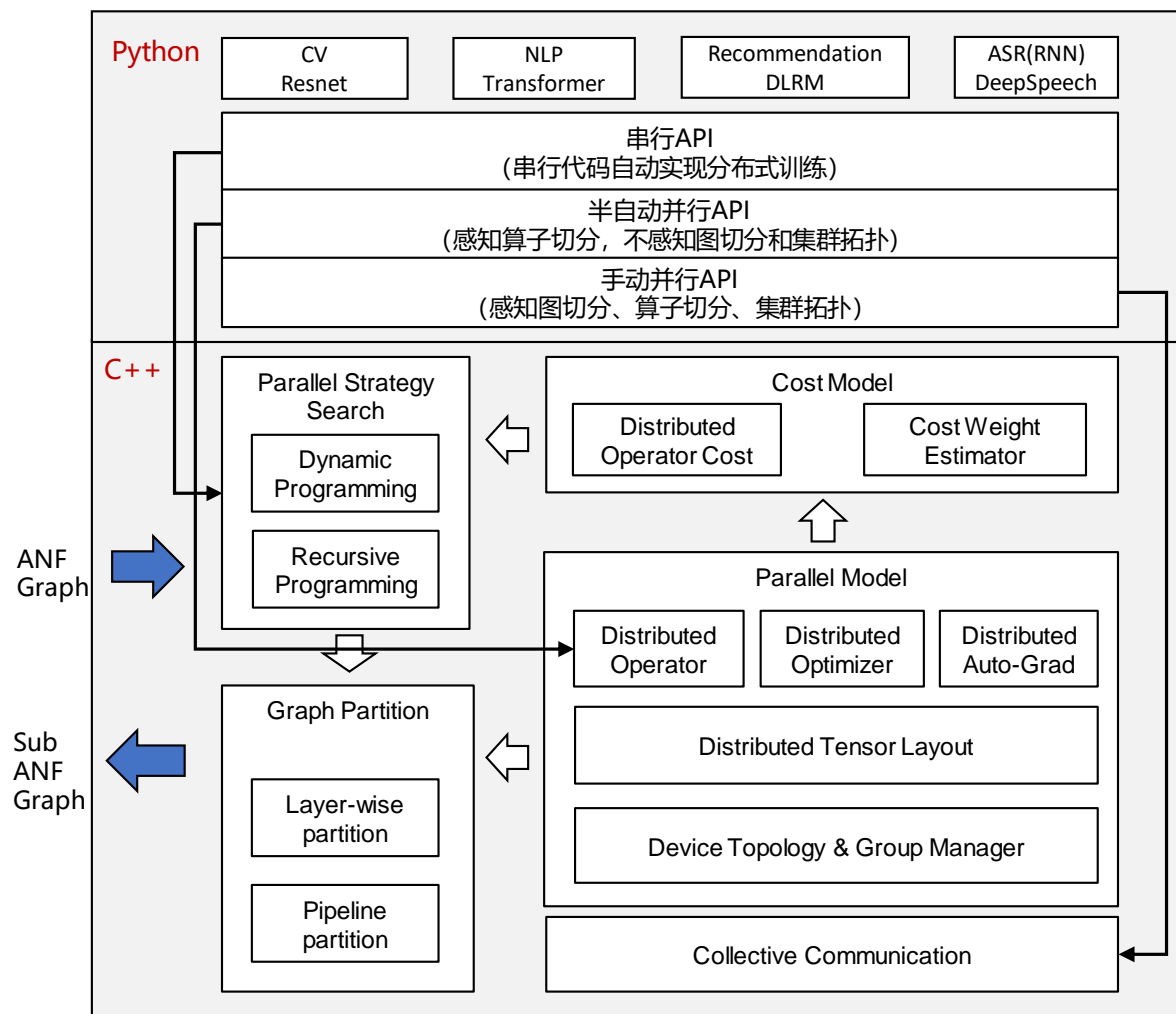 Python
CV
Resnet
NLP
Transformer
Recommendation
DLRM
ASR(RNN)
DeepSpeech
串行API
(串行代码自动实现分布式训练)
半自动并行API
(感知算子切分，不感知图切分和集群拓扑)
手动并行API
(感知图切分、算子切分、集群拓扑)
C++
Parallel Strategy
Search
Dynamic
Programming
Recursive
Programming
Cost Model
Distributed
Operator Cost
Cost Weight
Estimator
ANF
Graph
Parallel Model
Distributed
Operator
Distributed
Optimizer
Distributed
Auto-Grad
Distributed Tensor Layout
Device Topology & Group Manager
Sub
ANF
Graph
Graph Partition
Layer-wise
partition
Pipeline
partition
Collective Communication